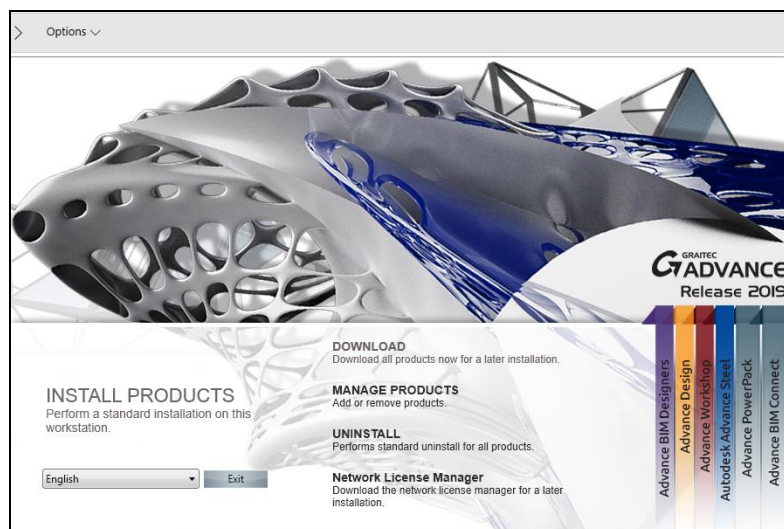 Options
GRAITEC
ADVANCE
Release 2019
INSTALL PRODUCTS
Perform a standard installation on this
workstation.
English
Exit
DOWNLOAD
Download all products now for a later installation.
MANAGE PRODUCTS
Add or remove products.
UNINSTALL
Performs standard uninstall for all products.
Network License Manager
Download the network license manager for a later
installation.
Advance BIM Designers
Advance Design
Advance Workshop
Autodesk Advance Steel
Advance PowerPack
Advance BIM Connect